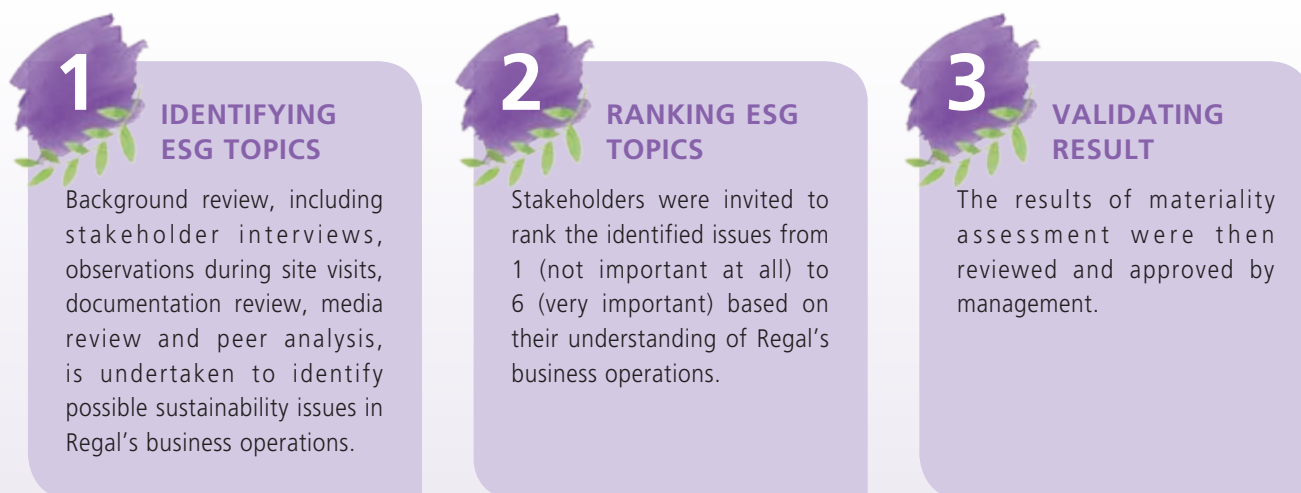 1
IDENTIFYING
ESG TOPICS
Background review, including
stakeholder interviews,
observations during site visits,
documentation review, media
review and peer analysis,
is undertaken to identify
possible sustainability issues in
Regal’s business operations.
2
RANKING ESG
TOPICS
Stakeholders were invited to
rank the identified issues from
1 (not important at all) to
6 (very important) based on
their understanding of Regal’s
business operations.
3
VALIDATING
RESULT
The results of materiality
assessment were then
reviewed and approved by
management.